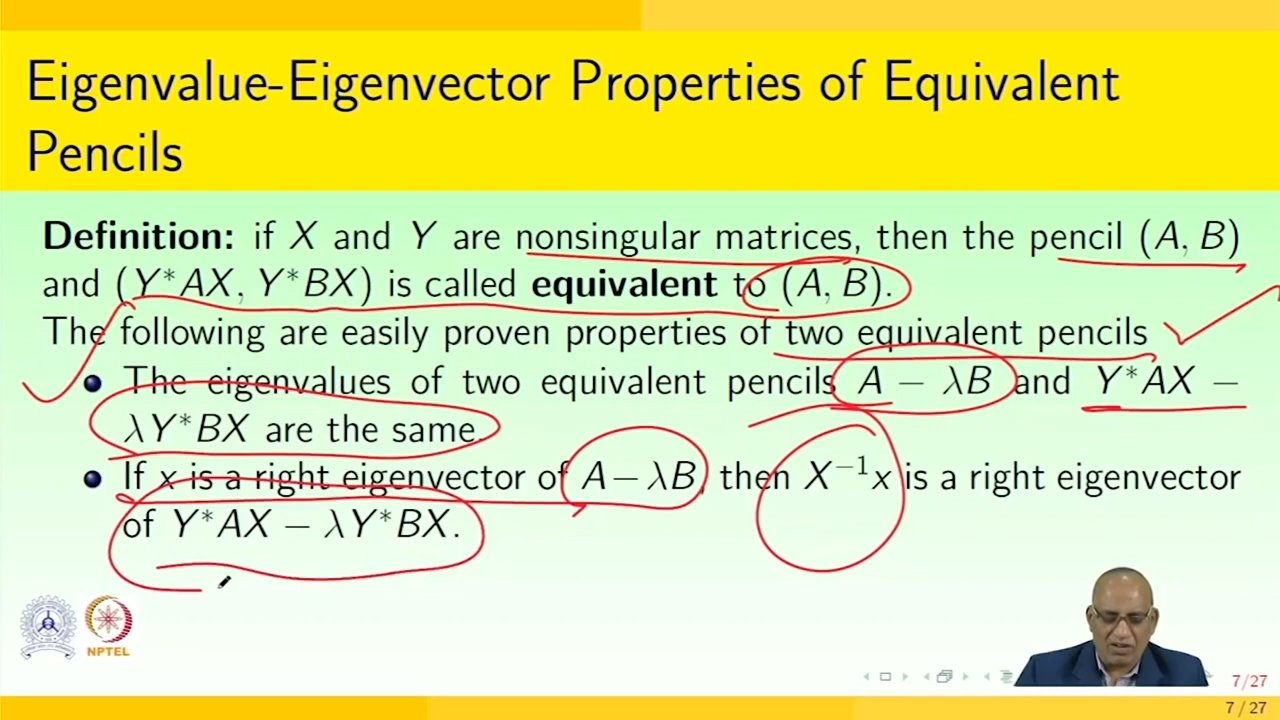 Eigenvalue-Eigenvector Properties of Equivalent
Pencils
Definition: if X and Y are nonsingular matrices, then the pencil (A, B)
and (Y*AX, Y*BX) is called equivalent to (A, B).
The following are easily proven properties of two equivalent pencils
The eigenvalues of two equivalent pencils A − λB and Y*AX −
λY*BX are the same.
If x is a right eigenvector of A − λB, then X⁻¹x is a right eigenvector
of Y*AX − λY*BX.
NPTEL
7/27
7 / 27